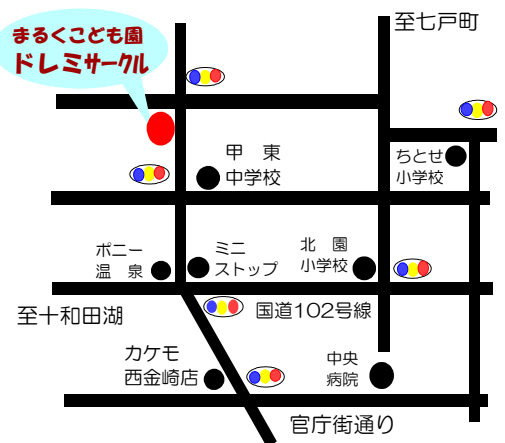 まるくこども園
ドレミサークル
至七戸町
甲　東
中学校
ちとせ
小学校
ポニー
温　泉
ミニ
ストップ
北　園
小学校
至十和田湖
国道102号線
カケモ
西金崎店
中央
病院
官庁街通り